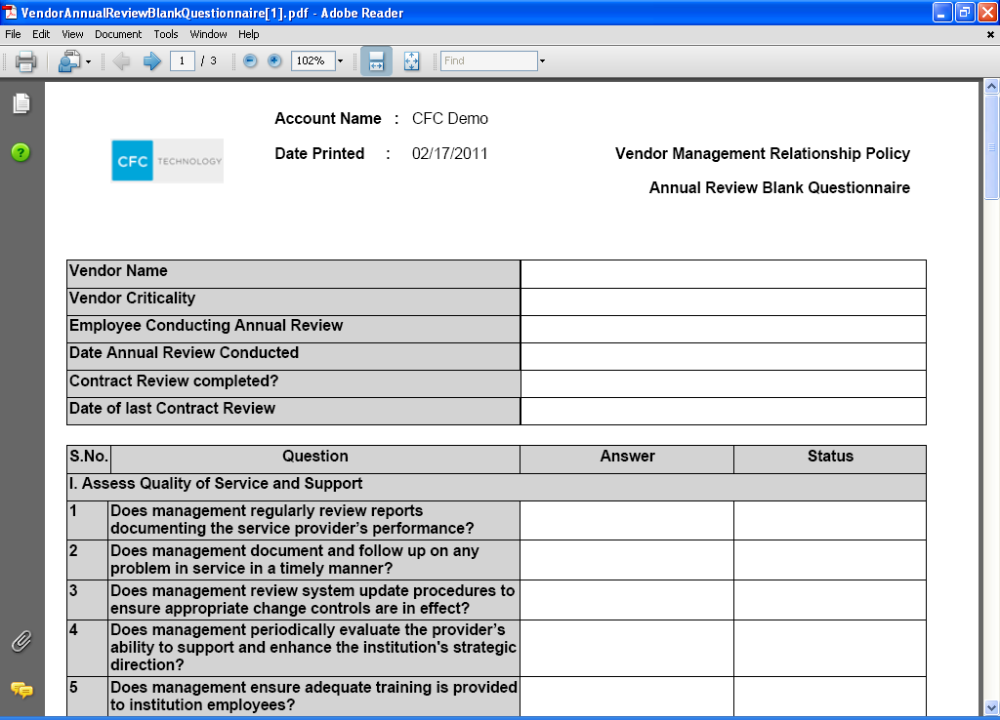 VendorAnnualReviewBlankQuestionnaire[1].pdf - Adobe Reader
File Edit View Document Tools Window Help
1 / 3 102% Find
Account Name : CFC Demo
CFC TECHNOLOGY
Date Printed : 02/17/2011
Vendor Management Relationship Policy
Annual Review Blank Questionnaire
Vendor Name
Vendor Criticality
Employee Conducting Annual Review
Date Annual Review Conducted
Contract Review completed?
Date of last Contract Review
S.No. Question Answer Status
I. Assess Quality of Service and Support
1 Does management regularly review reports
documenting the service provider’s performance?
2 Does management document and follow up on any
problem in service in a timely manner?
3 Does management review system update procedures to
ensure appropriate change controls are in effect?
4 Does management periodically evaluate the provider’s
ability to support and enhance the institution's strategic
direction?
5 Does management ensure adequate training is provided
to institution employees?